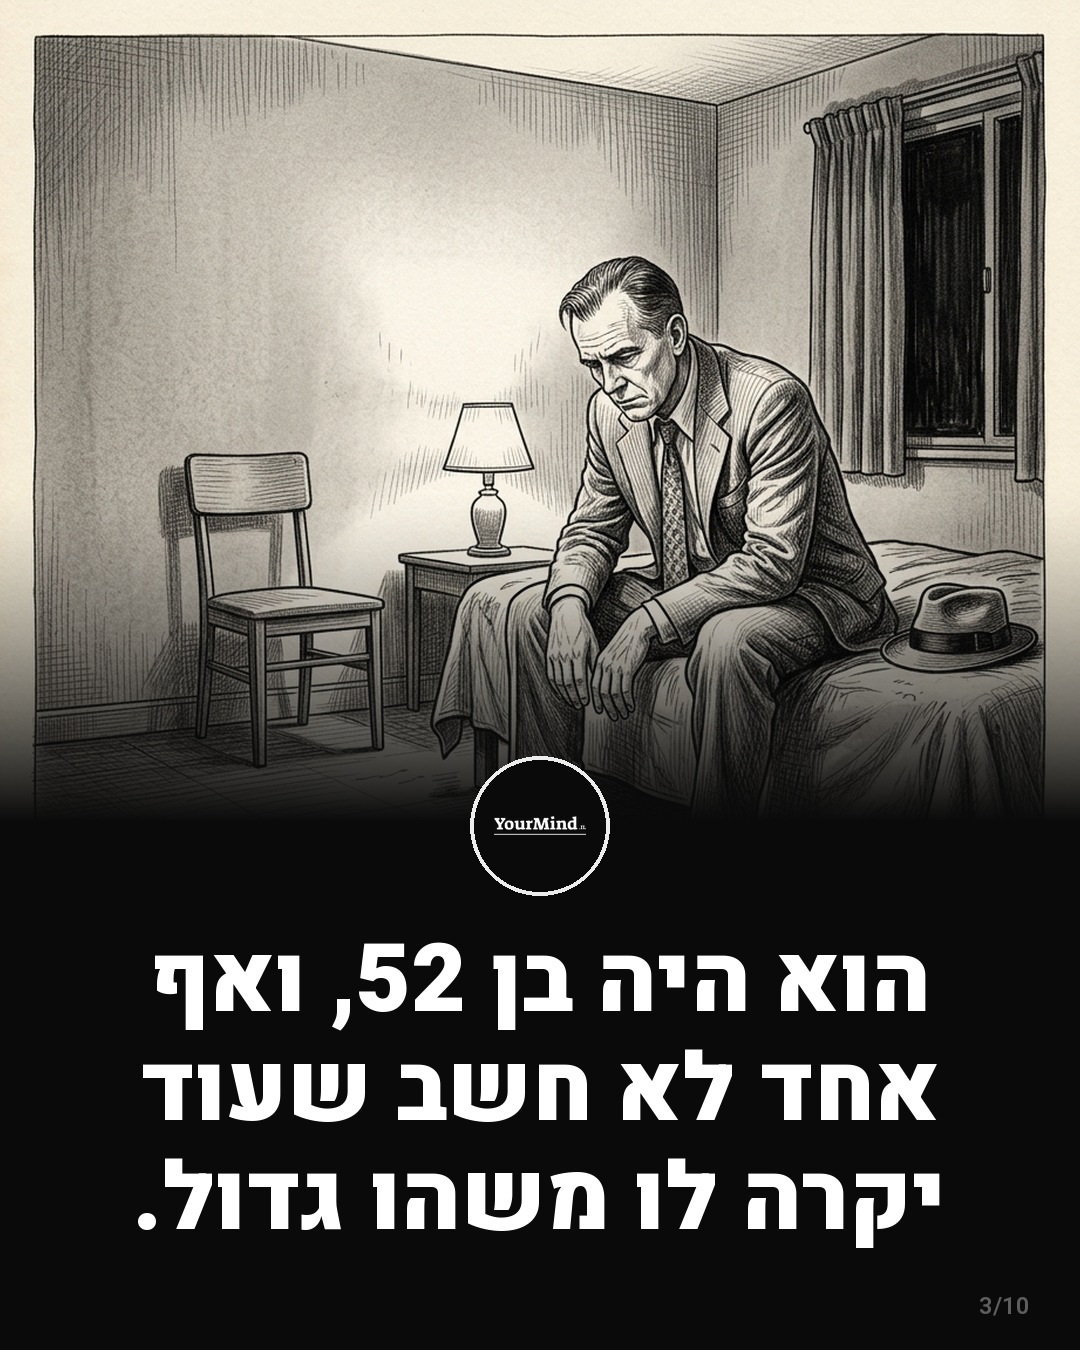 YourMind
הוא היה בן 52, ואף
אחד לא חשב שעוד
יקרה לו משהו גדול.
3/10